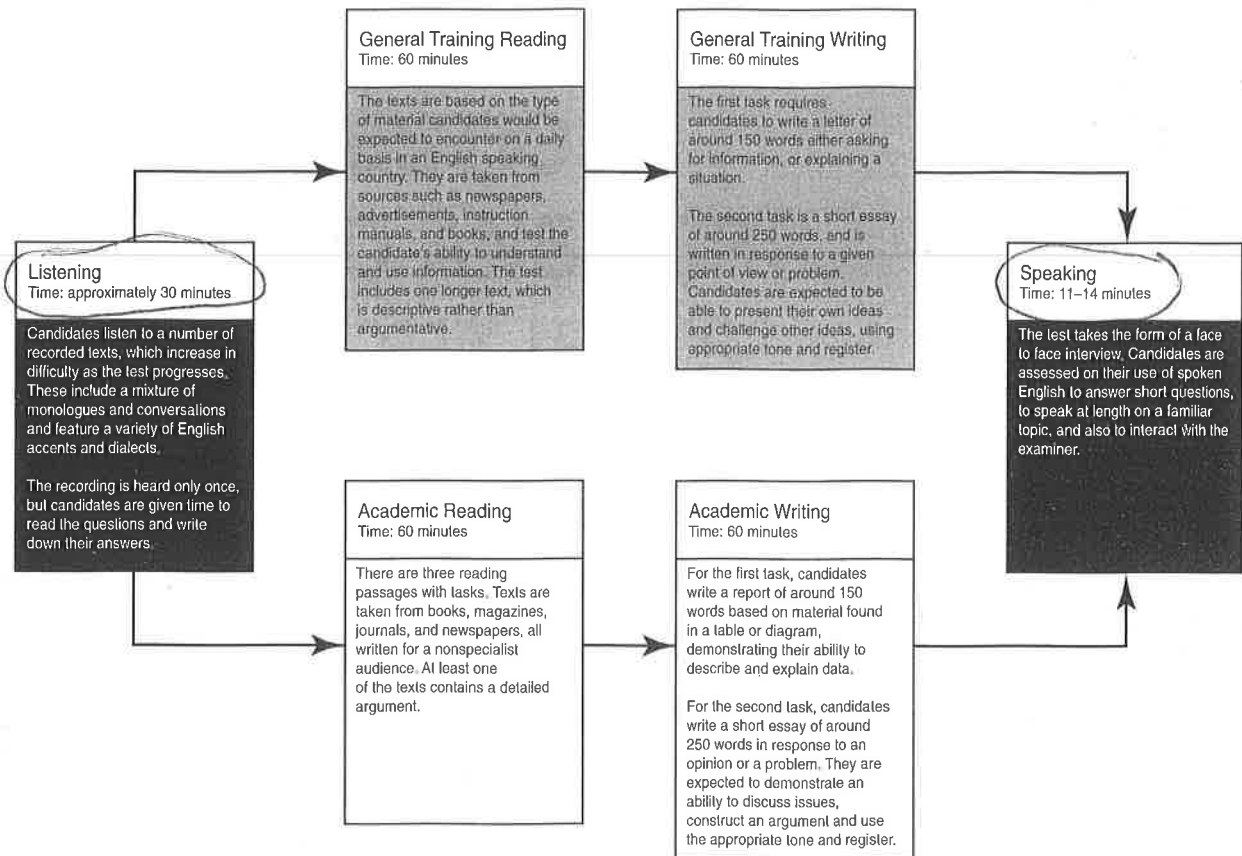 Listening
Time: approximately 30 minutes
Candidates listen to a number of
recorded texts, which increase in
difficulty as the test progresses.
These include a mixture of
monologues and conversations
and feature a variety of English
accents and dialects.
The recording is heard only once,
but candidates are given time to
read the questions and write
down their answers.
General Training Reading
Time: 60 minutes
The texts are based on the type
of material candidates would be
expected to encounter on a daily
basis in an English speaking
country. They are taken from
sources such as newspapers,
advertisements, instruction
manuals, and books, and test the
candidate's ability to understand
and use information. The test
includes one longer text, which
is descriptive rather than
argumentative.
General Training Writing
Time: 60 minutes
The first task requires
candidates to write a letter of
around 150 words either asking
for information, or explaining a
situation.
The second task is a short essay
of around 250 words, and is
written in response to a given
point of view or problem.
Candidates are expected to be
able to present their own ideas
and challenge other ideas, using
appropriate tone and register.
Academic Reading
Time: 60 minutes
There are three reading
passages with tasks. Texts are
taken from books, magazines,
journals, and newspapers, all
written for a nonspecialist
audience. At least one
of the texts contains a detailed
argument.
Academic Writing
Time: 60 minutes
For the first task, candidates
write a report of around 150
words based on material found
in a table or diagram,
demonstrating their ability to
describe and explain data.
For the second task, candidates
write a short essay of around
250 words in response to an
opinion or a problem. They are
expected to demonstrate an
ability to discuss issues,
construct an argument and use
the appropriate tone and register.
Speaking
Time: 11–14 minutes
The test takes the form of a face
to face interview. Candidates are
assessed on their use of spoken
English to answer short questions,
to speak at length on a familiar
topic, and also to interact with the
examiner.